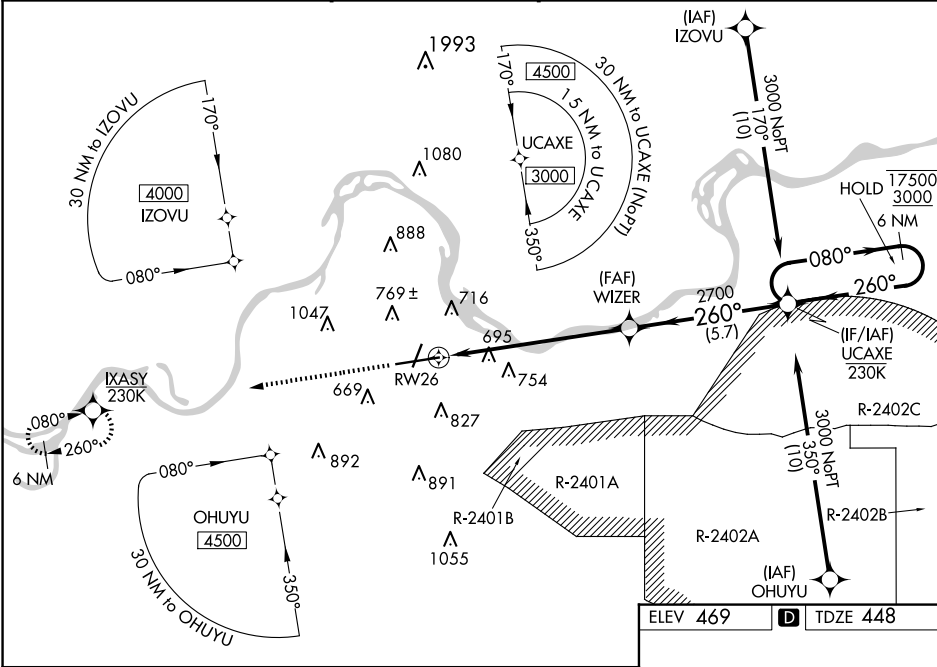 (IAF)
IZOVU
1993
170°
4500
30 NM to UCAXE (NoPT)
15 NM to UCAXE
UCAXE
3000
350°
3000 NoPT
170°
(10)
30 NM to IZOVU
170°
4000
IZOVU
080°
1080
HOLD 17500
3000
6 NM
888
080°
260°
(FAF)
WIZER
2700
260°
(5.7)
769 ±
716
1047
695
(IF/IAF)
UCAXE
230K
RW26
754
669
IXASY
230K
080°
260°
6 NM
827
R-2402C
3000 NoPT
350°
(10)
892
891
080°
OHUYU
4500
350°
30 NM to OHUYU
R-2401A
R-2401B
R-2402B
R-2402A
1055
(IAF)
OHUYU
ELEV 469 D TDZE 448